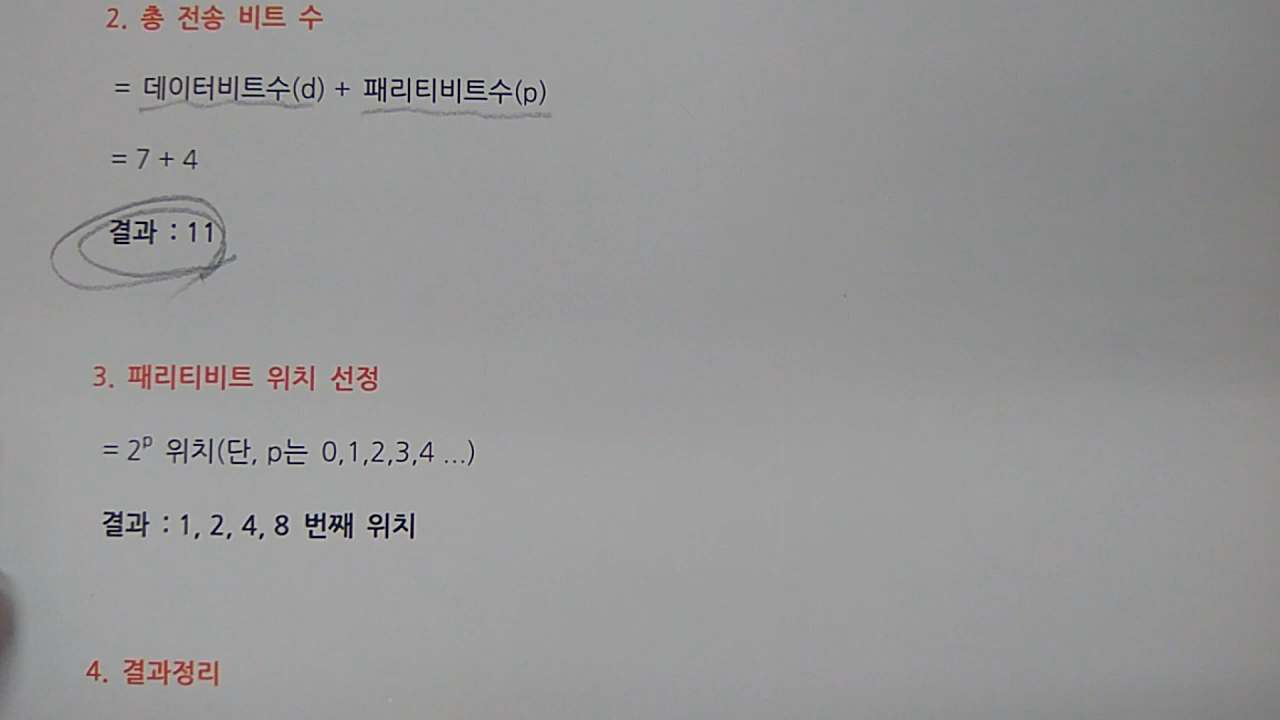 2. 총 전송 비트 수
= 데이터비트수(d) + 패리티비트수(p)
= 7 + 4
결과 : 11
3. 패리티비트 위치 선정
= 2ᵖ 위치(단, p는 0,1,2,3,4 ...)
결과 : 1, 2, 4, 8 번째 위치
4. 결과정리